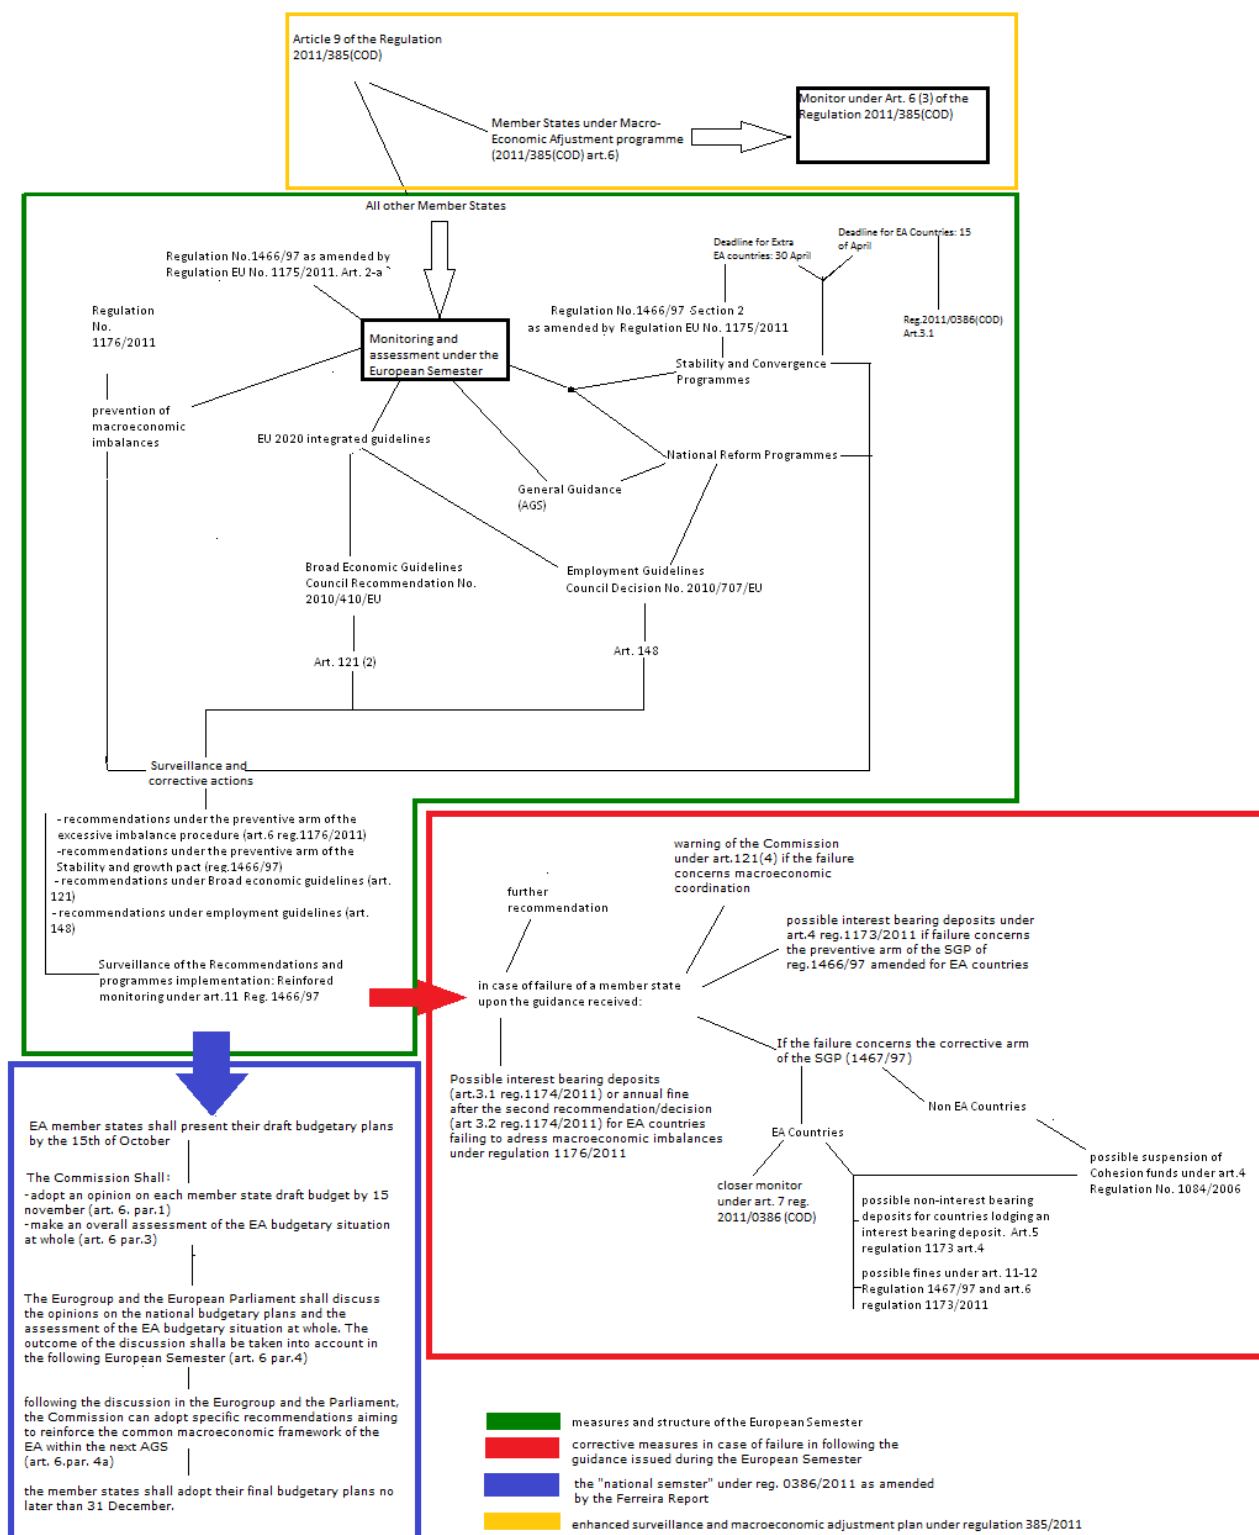 Article 9 of the Regulation
2011/385(COD)
Member States under Macro-
Economic Afjustment programme
(2011/385(COD) art.6)
Monitor under Art. 6 (3) of the
Regulation 2011/385(COD)
All other Member States
Regulation No.1466/97 as amended by
Regulation EU No. 1175/2011. Art. 2-a
Regulation
No.
1176/2011
Deadline for Extra
EA countries: 30 April
Deadline for EA Countries: 15
of April
Regulation No.1466/97 -Section 2
as amended by Regulation EU No. 1175/2011
Reg.2011/0386(COD)
Art.3.1
Monitoring and
assessment under the
European Semester
Stability and Convergence
Programmes
prevention of
macroeconomic
imbalances
EU 2020 integrated guidelines
National Reform Programmes
General Guidance
(AGS)
Broad Economic Guidelines
Council Recommendation No.
2010/410/EU
Employment Guidelines
Council Decision No. 2010/707/EU
Art. 121 (2)
Art. 148
Surveillance and
corrective actions
- recommendations under the preventive arm of the
excessive imbalance procedure (art.6 reg.1176/2011)
-recommendations under the preventive arm of the
Stability and growth pact (reg.1466/97)
- recommendations under Broad economic guidelines (art.
121)
-recommendations under employment guidelines (art.
148)
Surveillance of the Recommendations and
programmes implementation: Reinfored
monitoring under art.11 Reg. 1466/97
further
recommendation
warning of the Commission
under art.121(4) if the failure
concerns macroeconomic
coordination
possible interest bearing deposits under
art.4 reg.1173/2011 if failure concerns
the preventive arm of the SGP of
reg.1466/97 amended for EA countries
in case of failure of a member state
upon the guidance received:
If the failure concerns the corrective arm
of the SGP (1467/97)
Possible interest bearing deposits
(art.3.1 reg.1174/2011) or annual fine
after the second recommendation/decision
(art 3.2 reg.1174/2011) for EA countries
failing to adress macroeconomic imbalances
under regulation 1176/2011
Non EA Countries
EA Countries
possible suspension of
Cohesion funds under art.4
Regulation No. 1084/2006
closer monitor
under art. 7 reg.
2011/0386 (COD)
possible non-interest bearing
deposits for countries lodging an
interest bearing deposit. Art.5
regulation 1173 art.4
possible fines under art. 11-12
Regulation 1467/97 and art.6
regulation 1173/2011
EA member states shall present their draft budgetary plans
by the 15th of October
The Commission Shall:
-adopt an opinion on each member state draft budget by 15
november (art. 6. par.1)
-make an overall assessment of the EA budgetary situation
at whole (art. 6 par.3)
The Eurogroup and the European Parliament shall discuss
the opinions on the national budgetary plans and the
assessment of the EA budgetary situation at whole. The
outcome of the discussion shalla be taken into account in
the following European Semester (art. 6 par.4)
following the discussion in the Eurogroup and the Parliament,
the Commission can adopt specific recommendations aiming
to reinforce the common macroeconomic framework of the
EA within the next AGS
(art. 6.par. 4a)
the member states shall adopt their final budgetary plans no
later than 31 December.
measures and structure of the European Semester
corrective measures in case of failure in following the
guidance issued during the European Semester
the "national semster" under reg. 0386/2011 as amended
by the Ferreira Report
enhanced surveillance and macroeconomic adjustment plan under regulation 385/2011